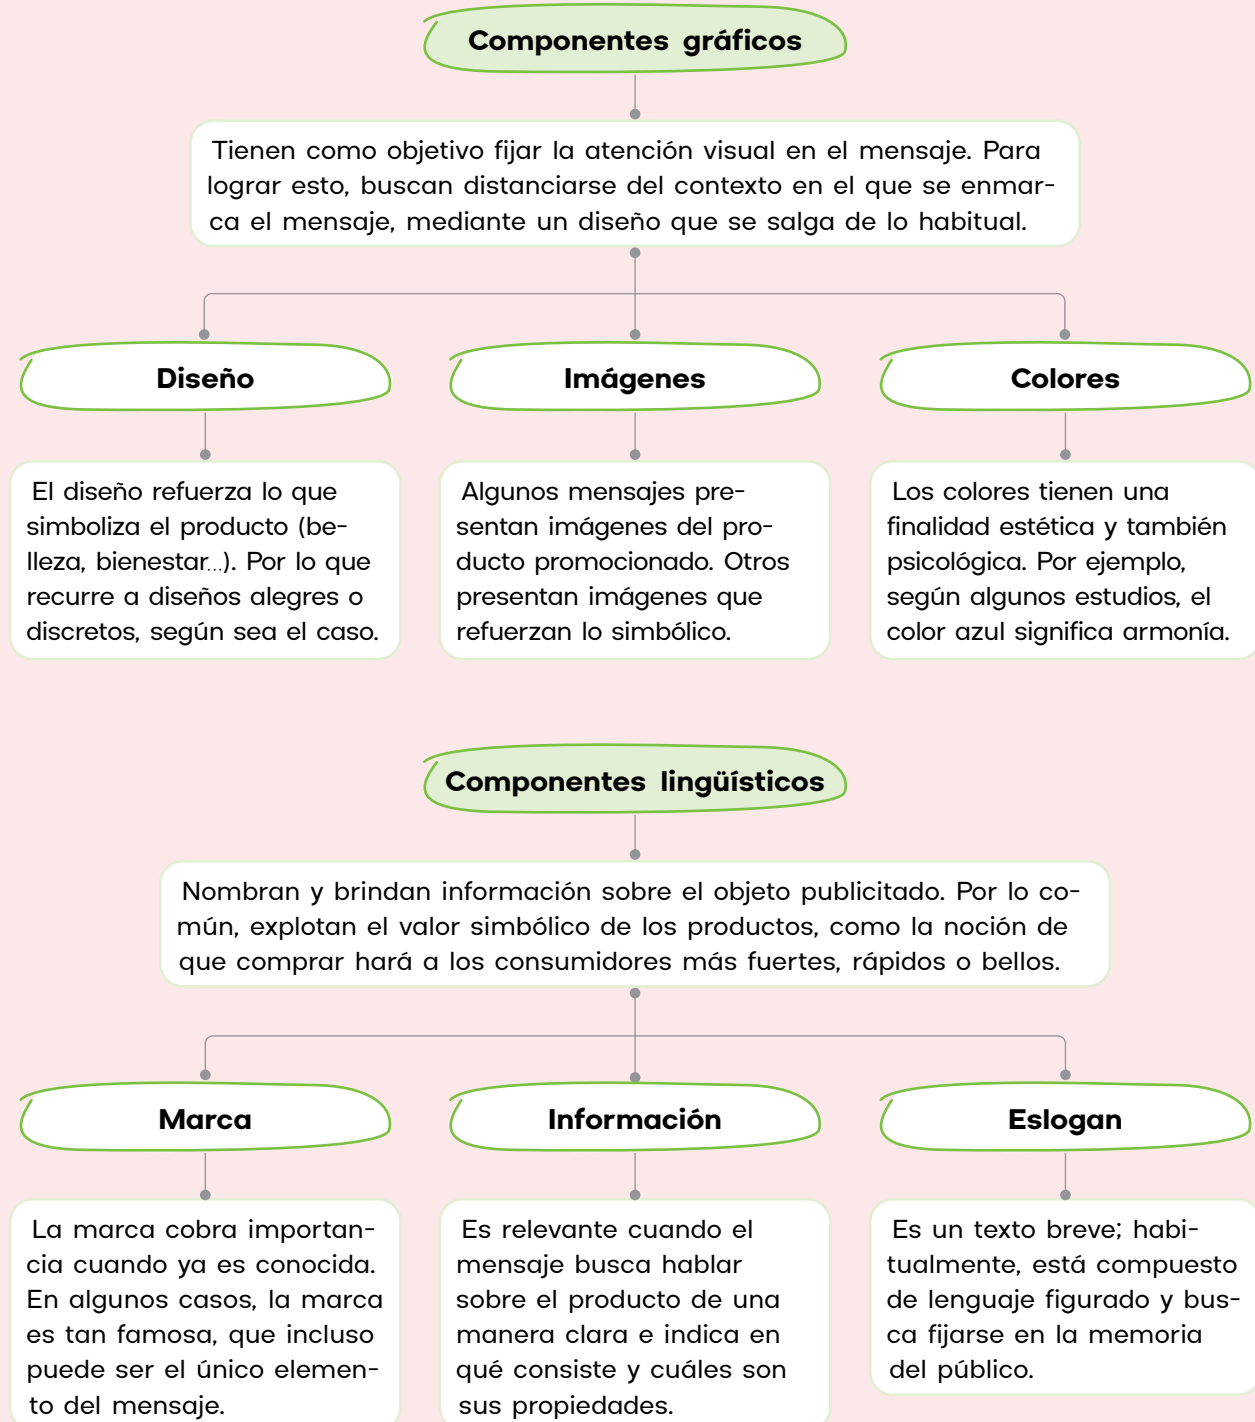 Componentes gráficos
Tienen como objetivo fijar la atención visual en el mensaje. Para
lograr esto, buscan distanciarse del contexto en el que se enmar-
ca el mensaje, mediante un diseño que se salga de lo habitual.
Diseño
El diseño refuerza lo que
simboliza el producto (be-
lleza, bienestar...). Por lo que
recurre a diseños alegres o
discretos, según sea el caso.
Imágenes
Algunos mensajes pre-
sentan imágenes del pro-
ducto promocionado. Otros
presentan imágenes que
refuerzan lo simbólico.
Colores
Los colores tienen una
finalidad estética y también
psicológica. Por ejemplo,
según algunos estudios, el
color azul significa armonía.
Componentes lingüísticos
Nombran y brindan información sobre el objeto publicitado. Por lo co-
mún, explotan el valor simbólico de los productos, como la noción de
que comprar hará a los consumidores más fuertes, rápidos o bellos.
Marca
La marca cobra importan-
cia cuando ya es conocida.
En algunos casos, la marca
es tan famosa, que incluso
puede ser el único elemen-
to del mensaje.
Información
Es relevante cuando el
mensaje busca hablar
sobre el producto de una
manera clara e indica en
qué consiste y cuáles son
sus propiedades.
Eslogan
Es un texto breve; habi-
tualmente, está compuesto
de lenguaje figurado y bus-
ca fijarse en la memoria
del público.